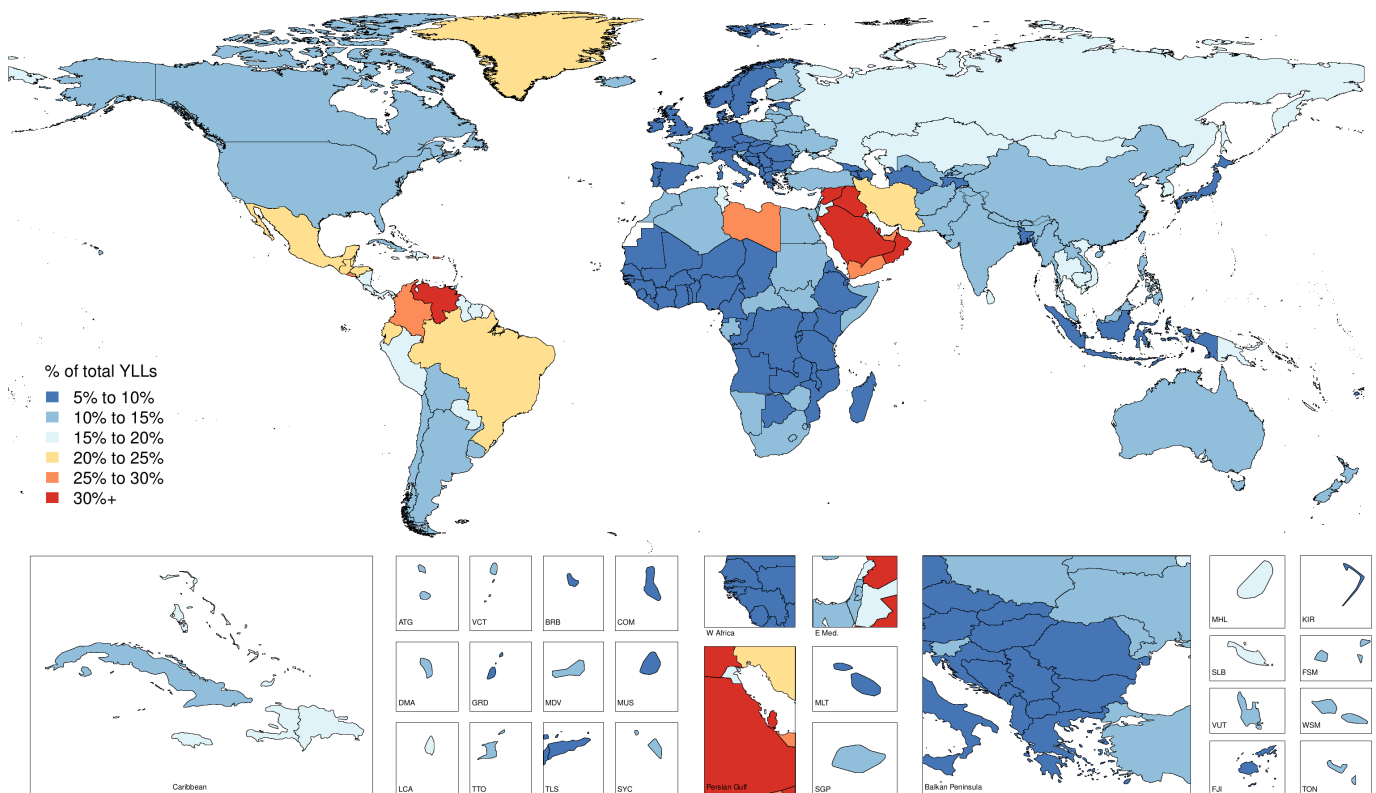 % of total YLLs
5% to 10%
10% to 15%
15% to 20%
20% to 25%
25% to 30%
30%+
Caribbean
ATG
VCT
BRB
COM
DMA
GRD
MDV
MUS
LCA
TTO
TLS
SYC
W Africa
E Med.
Persian Gulf
MLT
SGP
Balkan Peninsula
MHL
KIR
SLB
FSM
VUT
WSM
FJI
TON